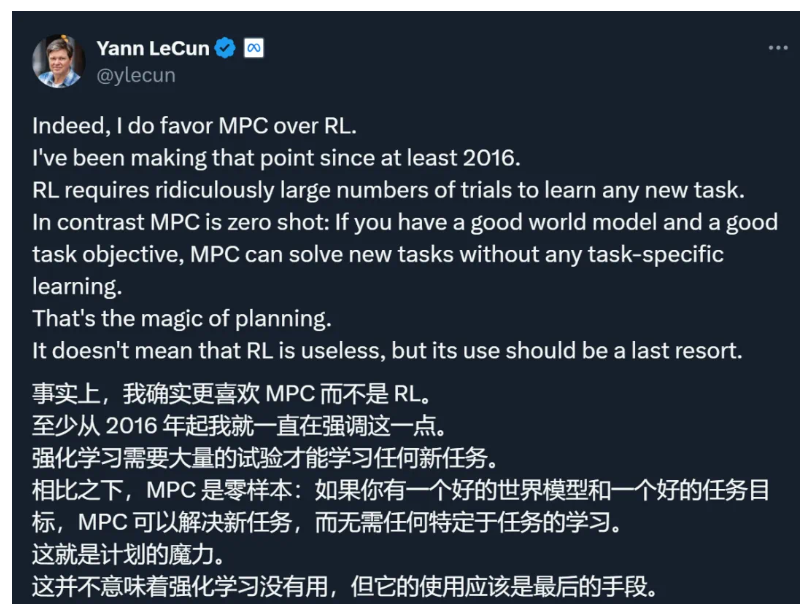 Yann LeCun
@ylecun
Indeed, I do favor MPC over RL.
I've been making that point since at least 2016.
RL requires ridiculously large numbers of trials to learn any new task.
In contrast MPC is zero shot: If you have a good world model and a good
task objective, MPC can solve new tasks without any task-specific
learning.
That's the magic of planning.
It doesn't mean that RL is useless, but its use should be a last resort.
事实上，我确实更喜欢 MPC 而不是 RL。
至少从 2016 年起我就一直在强调这一点。
强化学习需要大量的试验才能学习任何新任务。
相比之下，MPC 是零样本：如果你有一个好的世界模型和一个好的任务目
标，MPC 可以解决新任务，而无需任何特定于任务的学习。
这就是计划的魔力。
这并不意味着强化学习没有用，但它的使用应该是最后的手段。